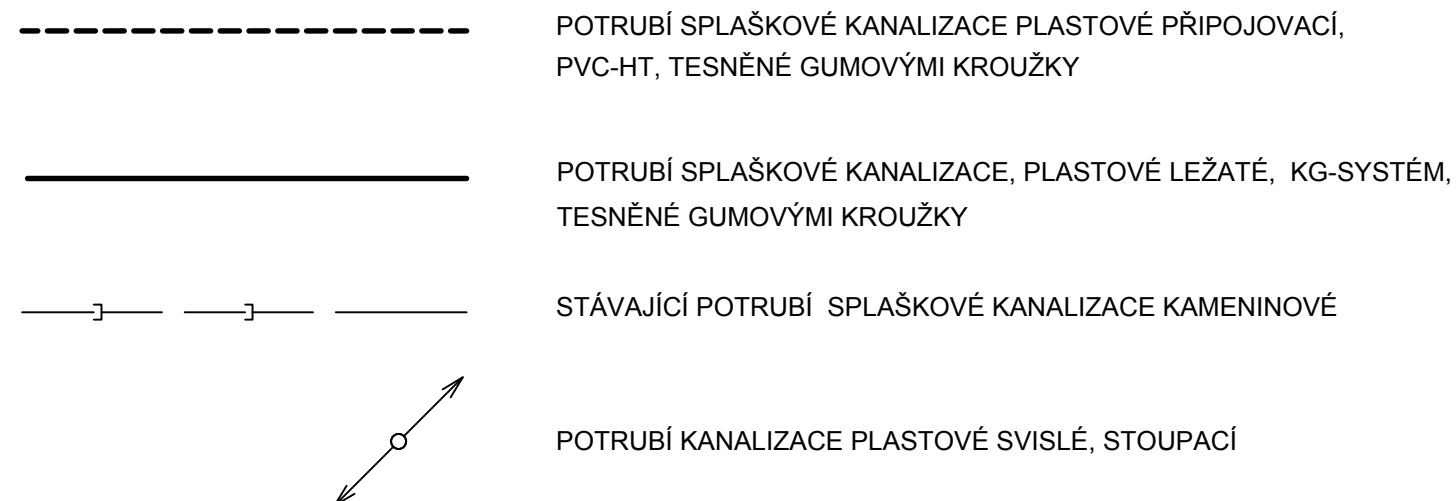 POTRUBÍ SPLAŠKOVÉ KANALIZACE PLASTOVÉ PŘIPOJOVACÍ,
PVC-HT, TESNĚNÉ GUMOVÝMI KROUŽKY
POTRUBÍ SPLAŠKOVÉ KANALIZACE, PLASTOVÉ LEŽATÉ, KG-SYSTÉM,
TESNĚNÉ GUMOVÝMI KROUŽKY
STÁVAJÍCÍ POTRUBÍ SPLAŠKOVÉ KANALIZACE KAMENINOVÉ
POTRUBÍ KANALIZACE PLASTOVÉ SVISLÉ, STOUPACÍ